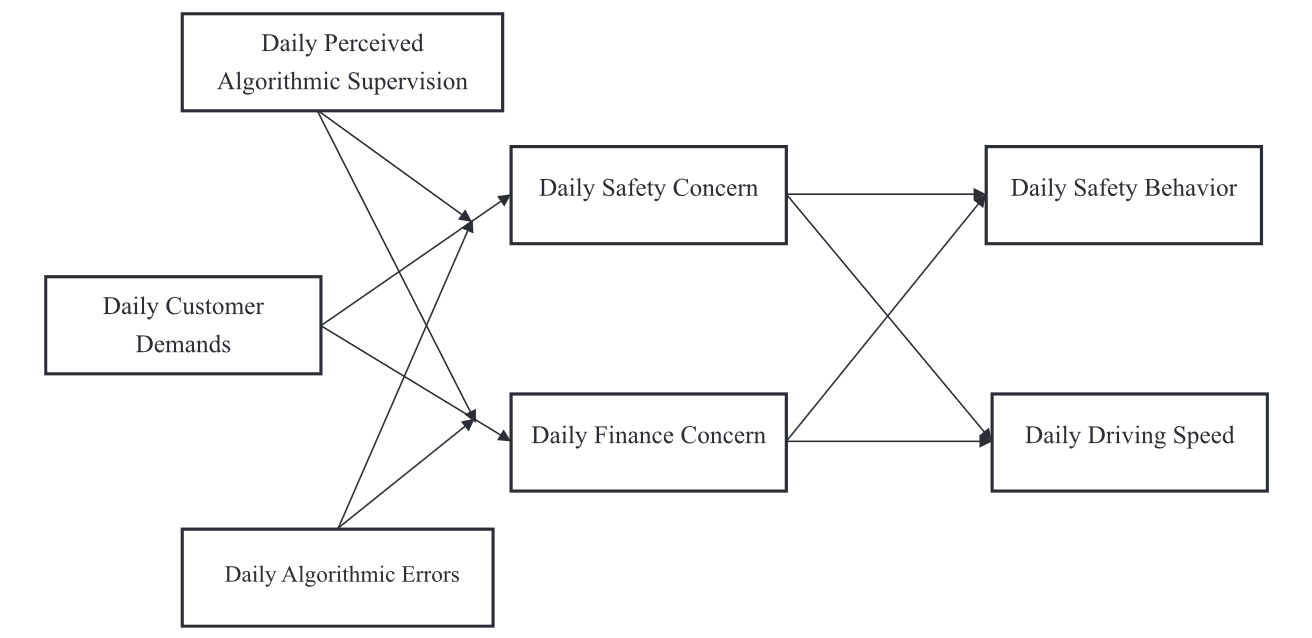 Daily Perceived
Algorithmic Supervision
Daily Safety Concern
Daily Safety Behavior
Daily Customer
Demands
Daily Finance Concern
Daily Driving Speed
Daily Algorithmic Errors